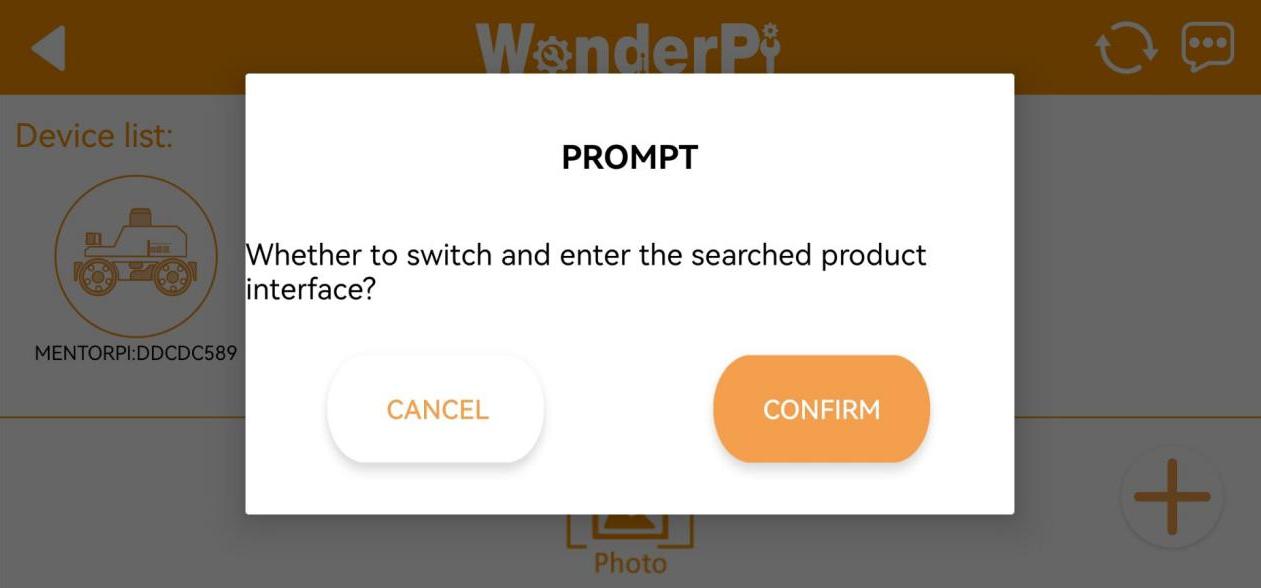 WonderPi
Device list:
PROMPT
Whether to switch and enter the searched product
interface?
MENTORPI:DDCDC589
CANCEL
CONFIRM
Photo